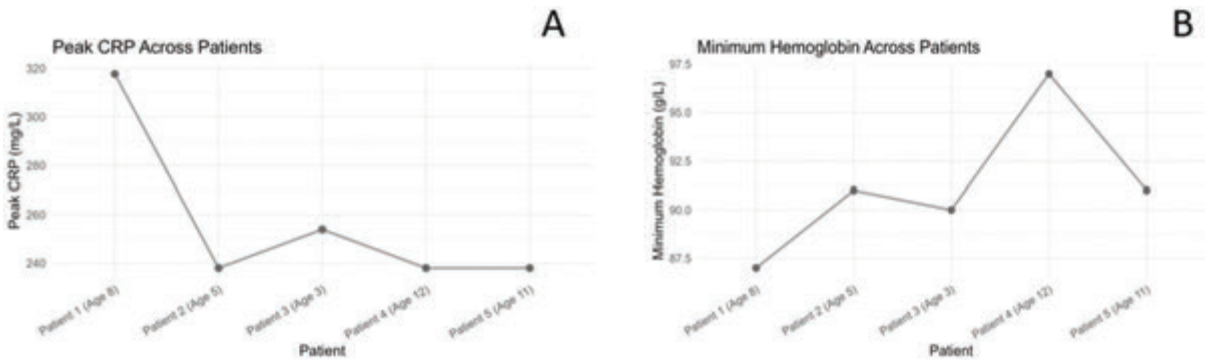 A
Peak CRP Across Patients
320
300
280
260
240
Peak CRP (mg/L)
Patient 1 (Age 8)
Patient 2 (Age 5)
Patient 3 (Age 3)
Patient 4 (Age 12)
Patient 5 (Age 11)
Patient
B
Minimum Hemoglobin Across Patients
97.5
95.0
92.5
90.0
87.5
Minimum Hemoglobin (g/L)
Patient 1 (Age 8)
Patient 2 (Age 5)
Patient 3 (Age 3)
Patient 4 (Age 12)
Patient 5 (Age 11)
Patient